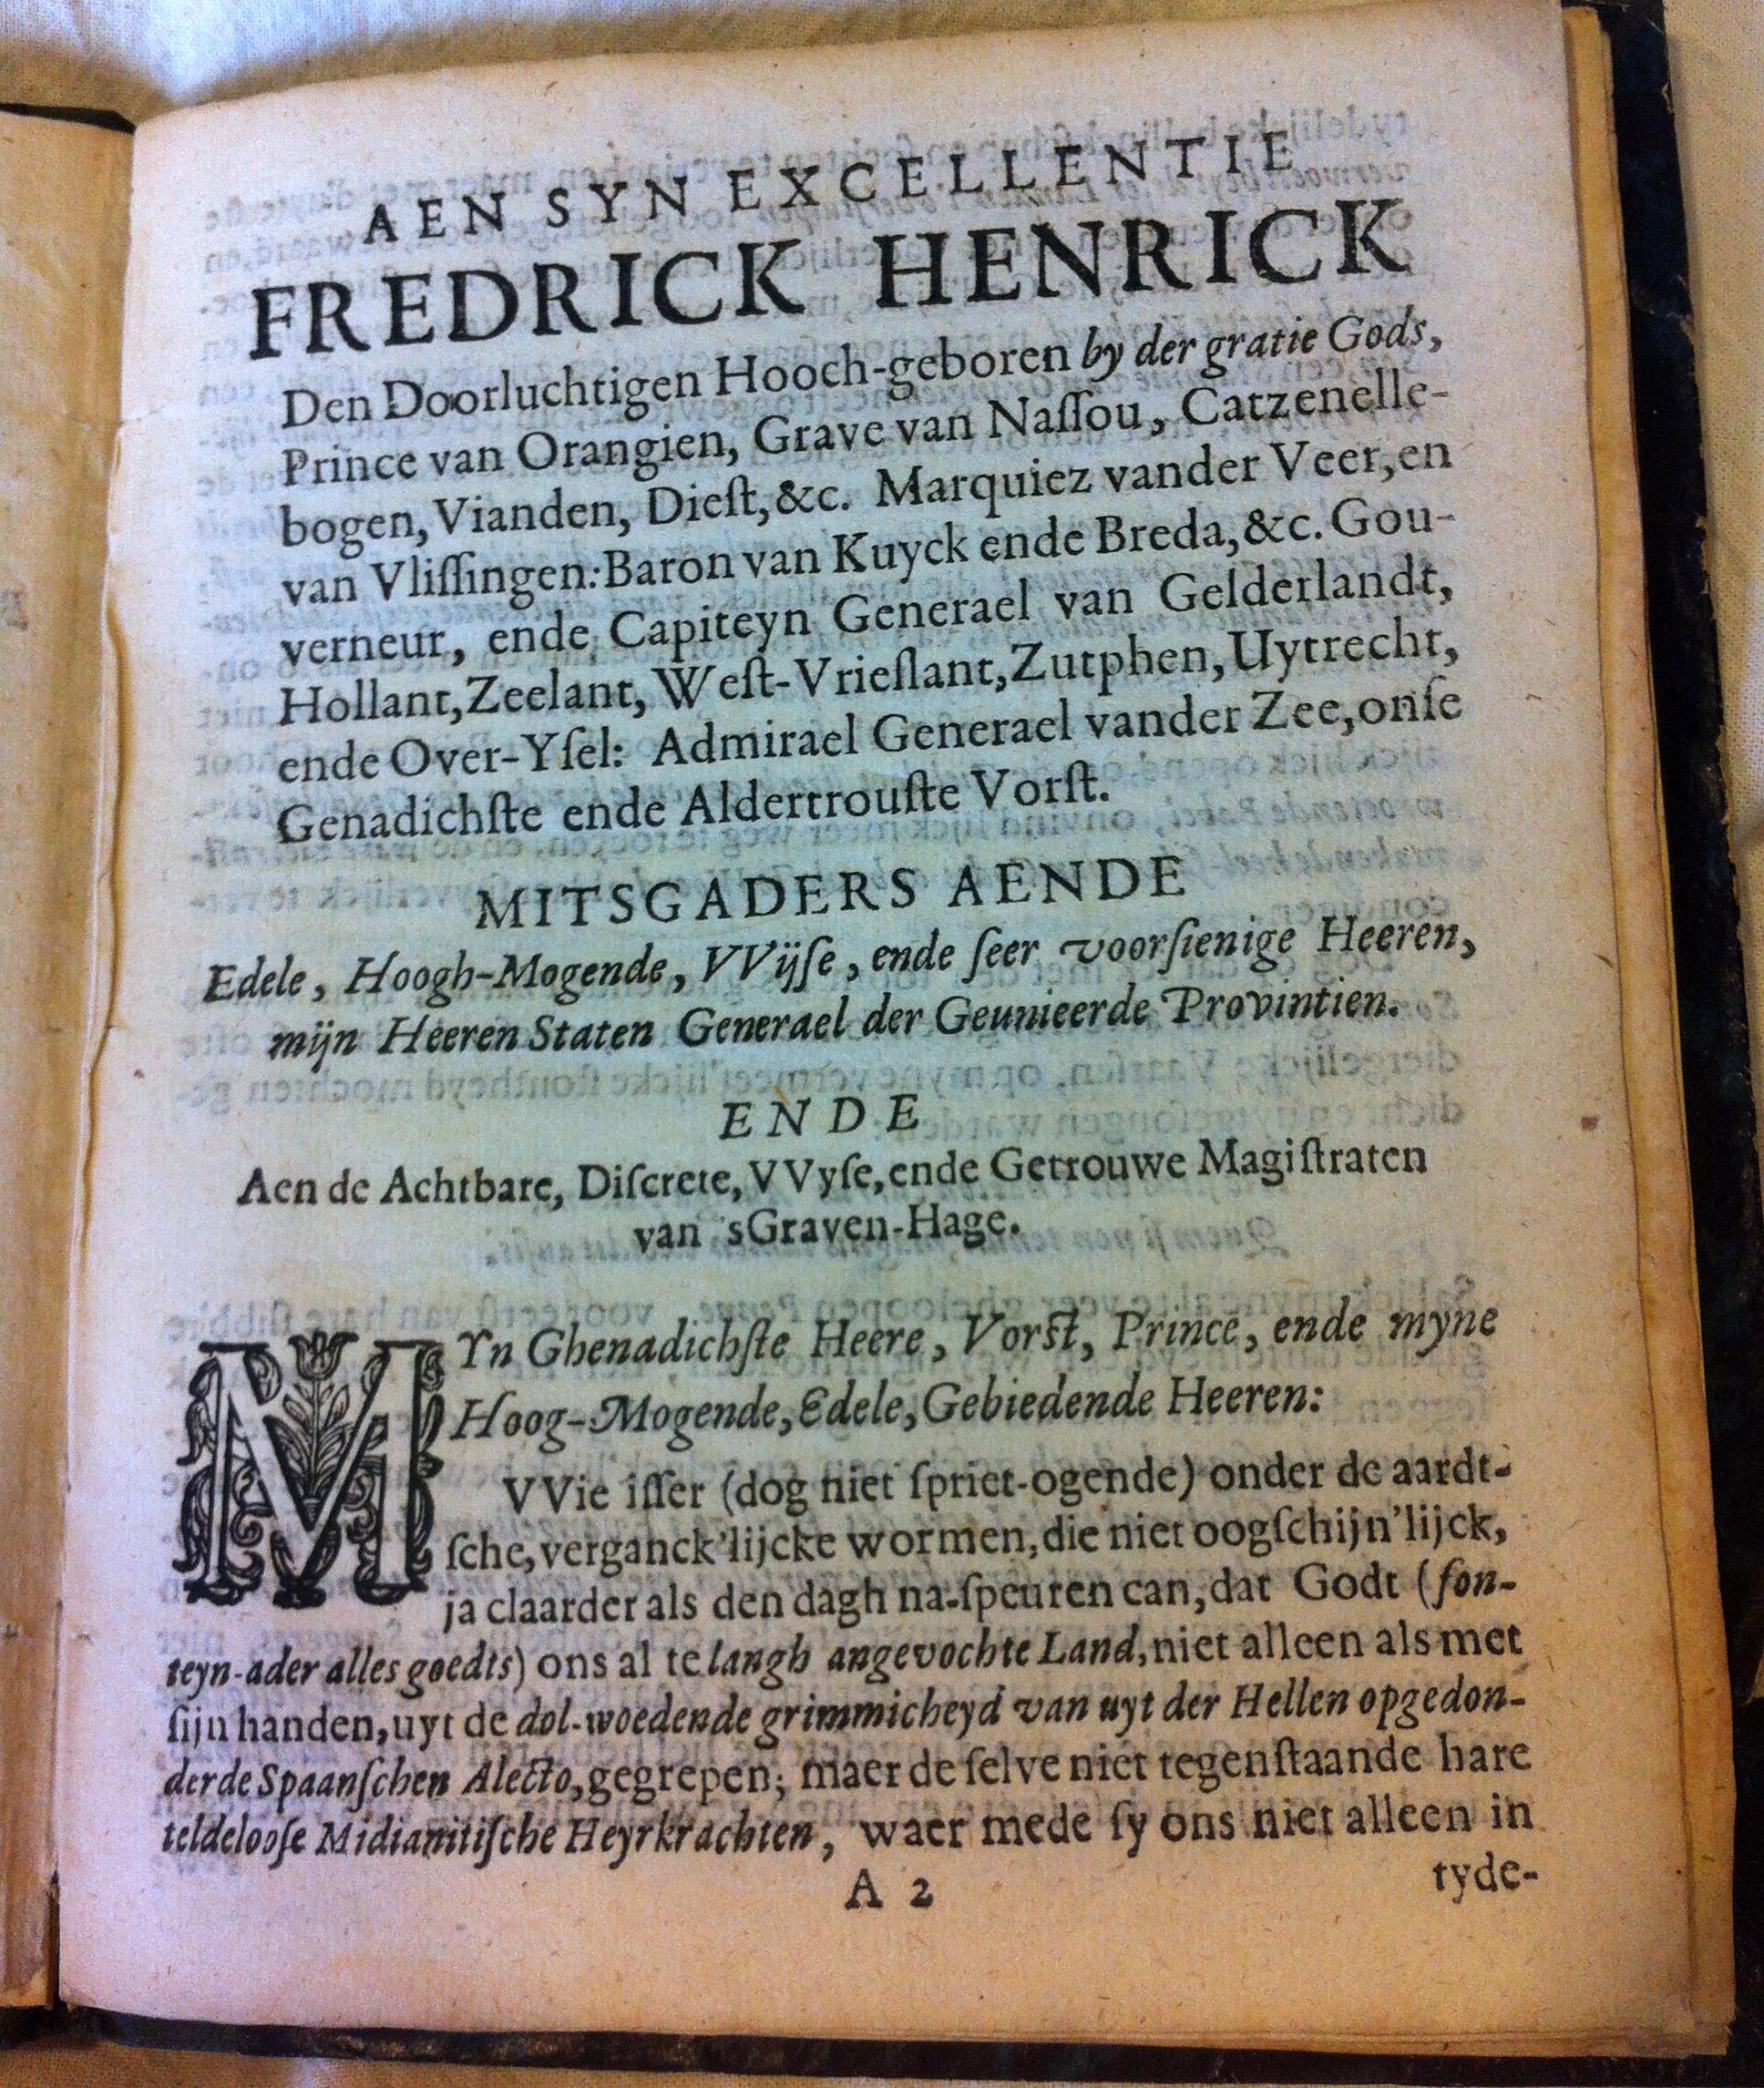 AEN SYN EXCELLENTIE
FREDRICK HENRICK
Den Doorluchtigen Hooch-geboren by der gratie Gods,
Prince van Orangien, Grave van Naſſou, Catzenelle-
bogen, Vianden, Dieſt, &c. Marquiez vander Veer, en
van Vliſſingen: Baron van Kuyck ende Breda, &c. Gou-
verneur, ende Capiteyn Generael van Gelderlandt,
Hollant, Zeelant, Weſt-Vrieſlant, Zutphen, Uytrecht,
ende Over-Yſel: Admirael Generael vander Zee, onſe
Genadichſte ende Aldertrouſte Vorſt.
MITSGADERS AENDE
Edele, Hoogh-Mogende, VVijſe, ende ſeer voorſienige Heeren,
mijn Heeren Staten Generael der Geunieerde Provintien.
ENDE
Aen de Achtbare, Diſcrete, VVyſe, ende Getrouwe Magiſtraten
van 'sGraven-Hage.
MYn Ghenadichſte Heere, Vorſt, Prince, ende myne
Hoog-Mogende, Edele, Gebiedende Heeren:
VVie iſſer (dog niet ſpriet-ogende) onder de aardt-
ſche, verganck'lijcke wormen, die niet oogſchijn'lijck,
ja claarder als den dagh na-ſpeuren can, dat Godt (fon-
teyn-ader alles goedts) ons al te langh angevochte Land, niet alleen als met
ſijn handen, uyt de dol-woedende grimmicheyd van uyt der Hellen opgedon-
derde Spaanſchen Alecto, gegrepen; maer de ſelve niet tegenſtaande hare
teldelooſe Midianitiſche Heyrkrachten, waer mede ſy ons niet alleen in
A 2
tyde-